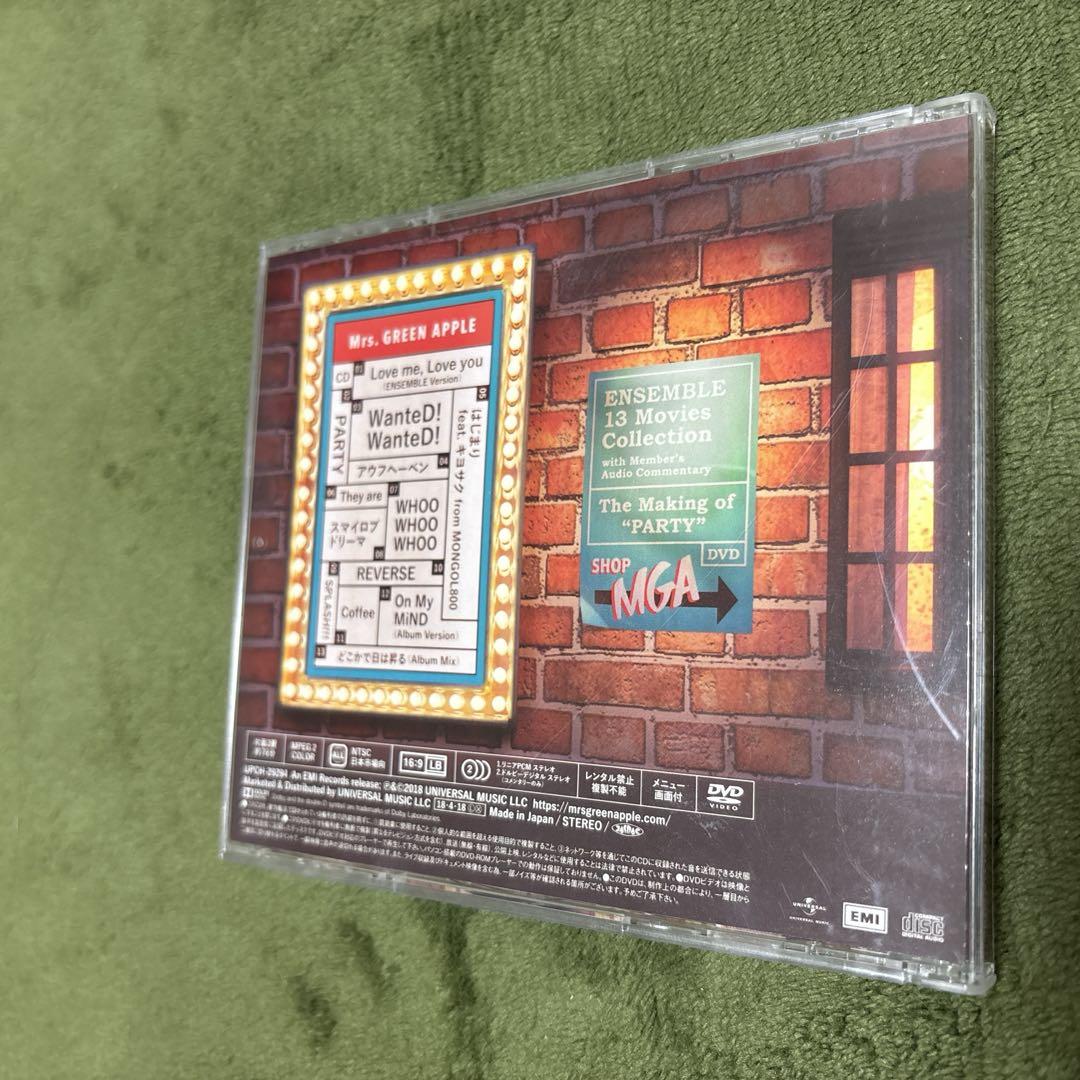 Mrs. GREEN APPLE
CD
01
Love me, Love you
(ENSEMBLE Version)
02
PARTY
03
WanteD!
WanteD!
04
アウフヘーベン
05
はじまり
feat. キヨサク from MONGOL800
06
They are
07
WHOO
WHOO
WHOO
スマイロブ
ドリーマ
08
09
SPLASH!!!
REVERSE
10
Coffee
11
12
On My
MiND
(Album Version)
13
どこかで日は昇る (Album Mix)
ENSEMBLE
13 Movies
Collection
with Member's
Audio Commentary
The Making of
"PARTY"
DVD
SHOP
MGA
MPEG 2
COLOR
ALL
NTSC
日本市場向
16:9 LB
2
1.リニアPCM ステレオ
2.ドルビーデジタル ステレオ
(コメンタリーのみ)
レンタル禁止
複製不能
メニュー
画面付
DVD
VIDEO
UPCH-29294 An EMI Records release; ℗&©2018 UNIVERSAL MUSIC LLC https://mrsgreenapple.com/
Marketed & Distributed by UNIVERSAL MUSIC LLC 18・4・18 Made in Japan / STEREO / JASRAC
UNIVERSAL
UNIVERSAL MUSIC
EMI
COMPACT
disc
DIGITAL AUDIO